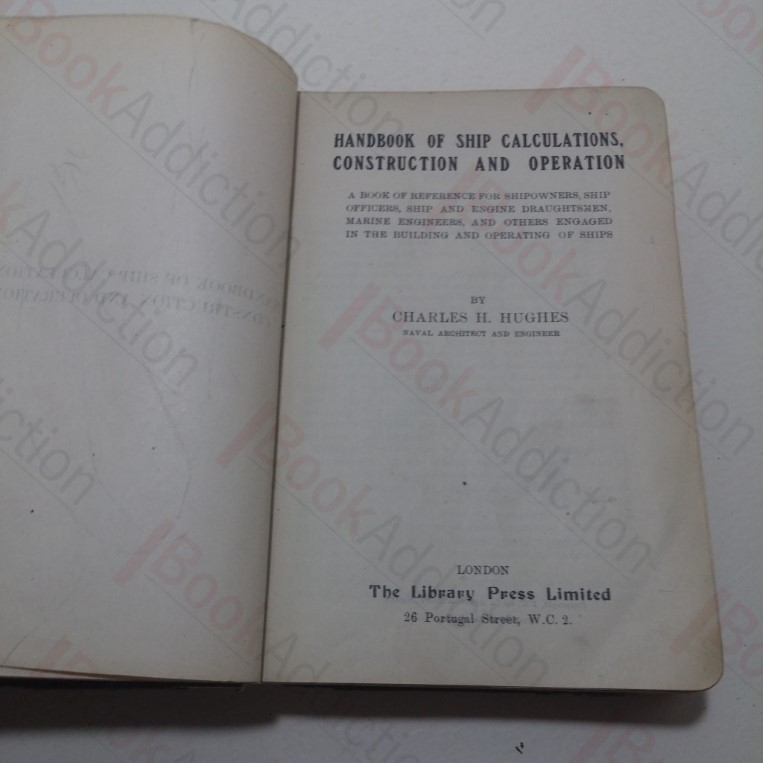 HANDBOOK OF SHIP CALCULATIONS,
CONSTRUCTION AND OPERATION
A BOOK OF REFERENCE FOR SHIPOWNERS, SHIP
OFFICERS, SHIP AND ENGINE DRAUGHTSMEN,
MARINE ENGINEERS, AND OTHERS ENGAGED
IN THE BUILDING AND OPERATING OF SHIPS
BY
CHARLES H. HUGHES
NAVAL ARCHITECT AND ENGINEER
LONDON
The Library Press Limited
26 Portugal Street, W.C. 2.
BookAddiction